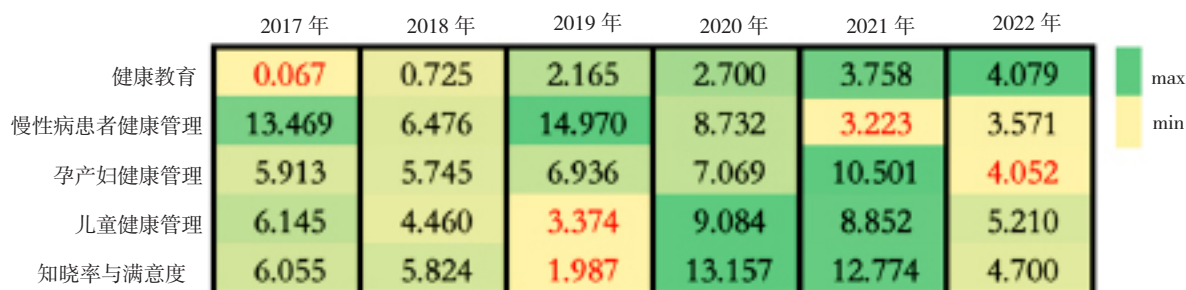 2017 年 2018 年 2019 年 2020 年 2021 年 2022 年
健康教育 0.067 0.725 2.165 2.700 3.758 4.079 max
慢性病患者健康管理 13.469 6.476 14.970 8.732 3.223 3.571 min
孕产妇健康管理 5.913 5.745 6.936 7.069 10.501 4.052
儿童健康管理 6.145 4.460 3.374 9.084 8.852 5.210
知晓率与满意度 6.055 5.824 1.987 13.157 12.774 4.700